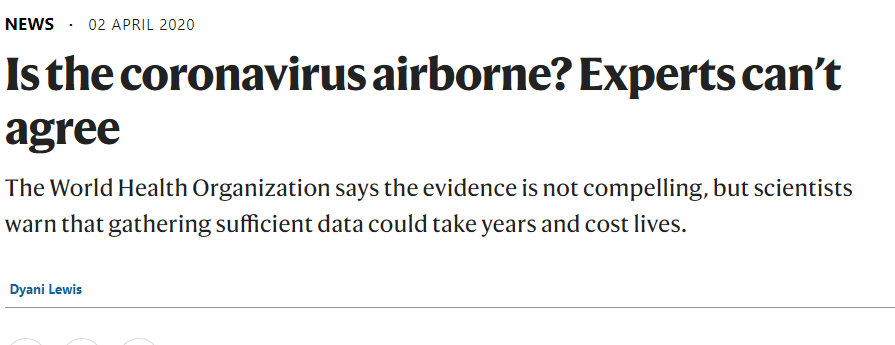 NEWS · 02 APRIL 2020
Is the coronavirus airborne? Experts can’t
agree
The World Health Organization says the evidence is not compelling, but scientists
warn that gathering sufficient data could take years and cost lives.
Dyani Lewis